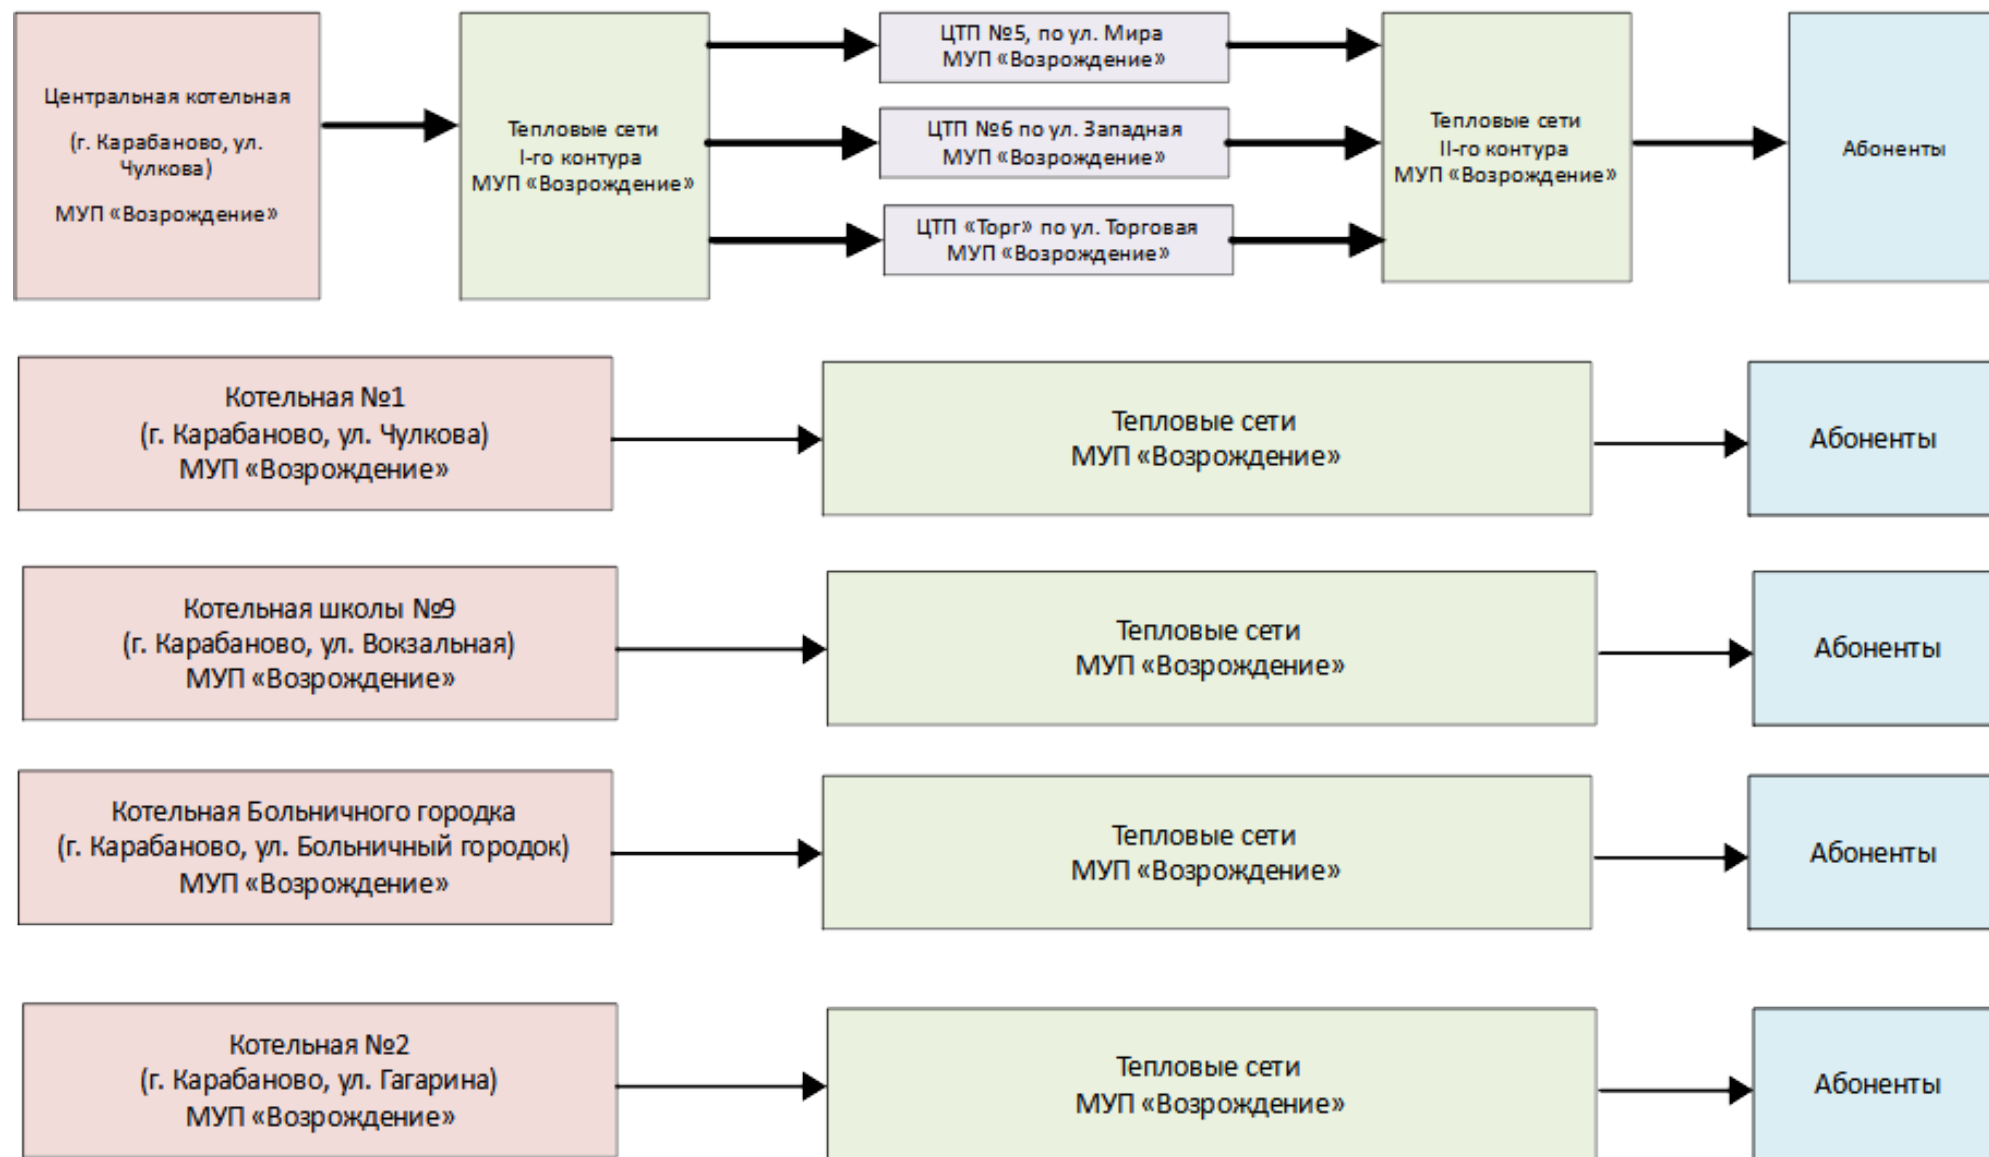 Центральная котельная
(г. Карабаново, ул.
Чулкова)
МУП «Возрождение»
Тепловые сети
I-го контура
МУП «Возрождение»
ЦТП №5, по ул. Мира
МУП «Возрождение»
ЦТП №6 по ул. Западная
МУП «Возрождение»
ЦТП «Торг» по ул. Торговая
МУП «Возрождение»
Тепловые сети
II-го контура
МУП «Возрождение»
Абоненты
Котельная №1
(г. Карабаново, ул. Чулкова)
МУП «Возрождение»
Тепловые сети
МУП «Возрождение»
Абоненты
Котельная школы №9
(г. Карабаново, ул. Вокзальная)
МУП «Возрождение»
Тепловые сети
МУП «Возрождение»
Абоненты
Котельная Больничного городка
(г. Карабаново, ул. Больничный городок)
МУП «Возрождение»
Тепловые сети
МУП «Возрождение»
Абоненты
Котельная №2
(г. Карабаново, ул. Гагарина)
МУП «Возрождение»
Тепловые сети
МУП «Возрождение»
Абоненты